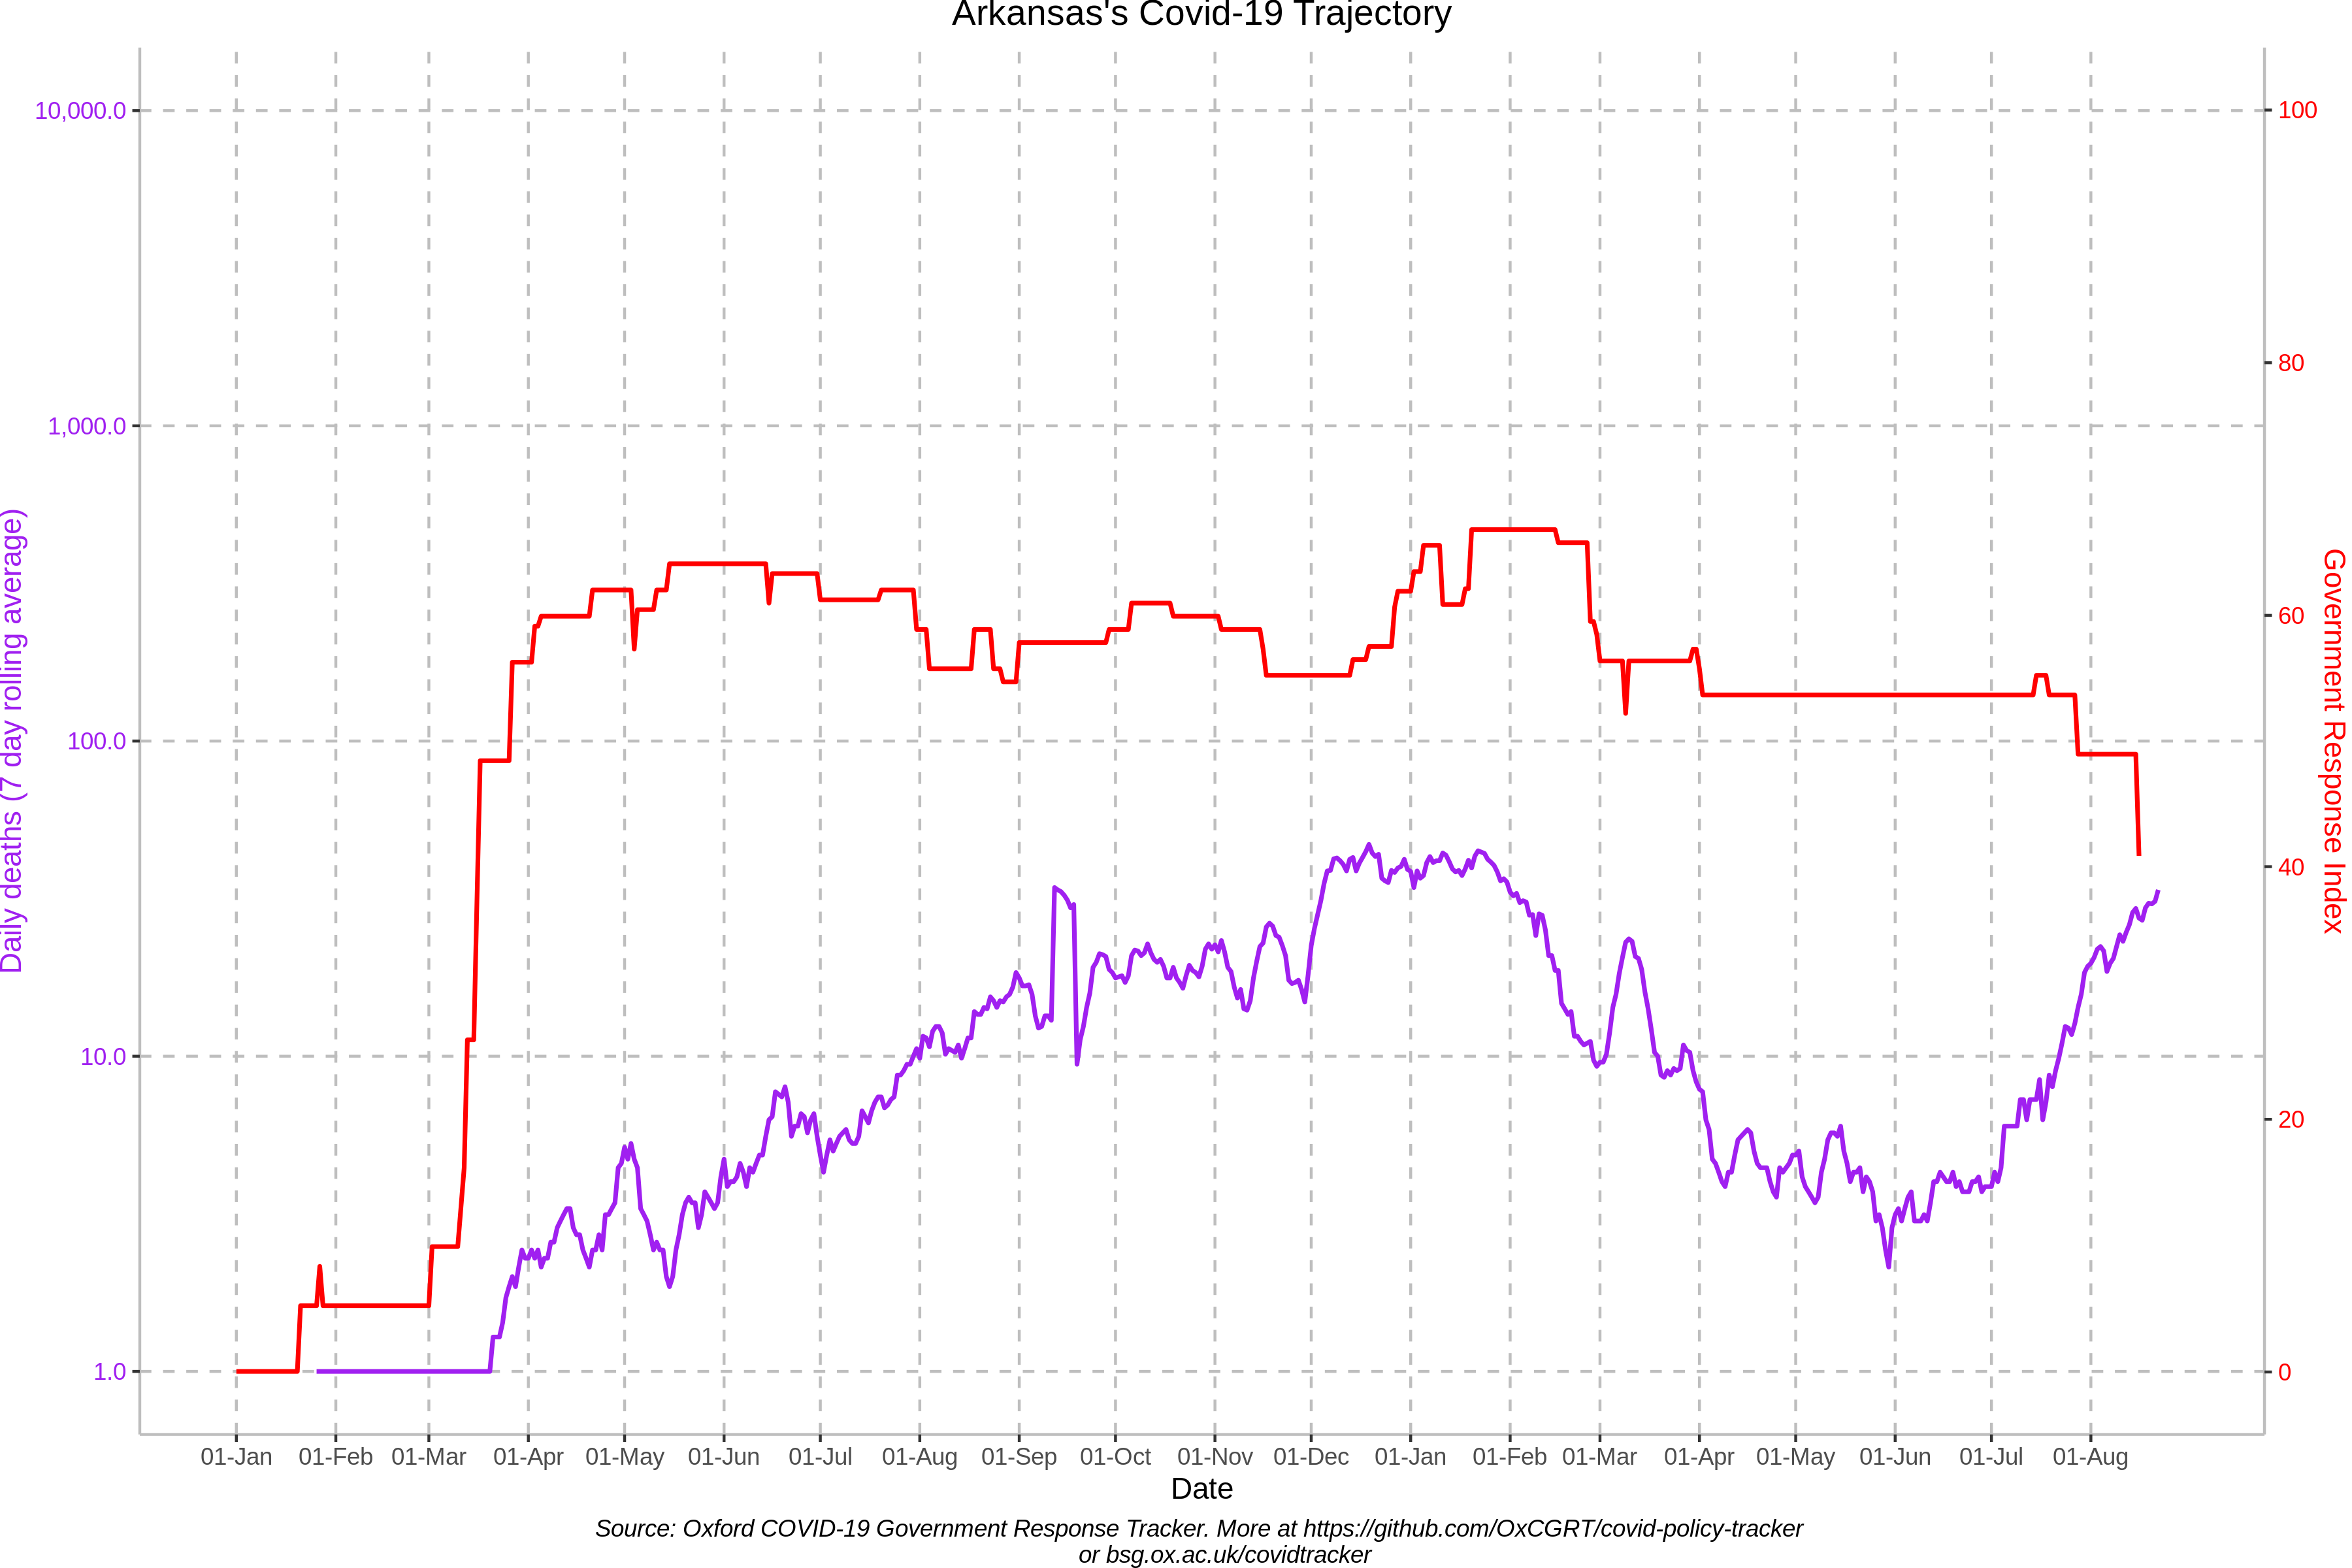 Arkansas's Covid-19 Trajectory
10,000.0
1,000.0
100.0
10.0
1.0
Daily deaths (7 day rolling average)
100
80
60
40
20
0
Government Response Index
01-Jan 01-Feb 01-Mar 01-Apr 01-May 01-Jun 01-Jul 01-Aug 01-Sep 01-Oct 01-Nov 01-Dec 01-Jan 01-Feb 01-Mar 01-Apr 01-May 01-Jun 01-Jul 01-Aug
Date
Source: Oxford COVID-19 Government Response Tracker. More at https://github.com/OxCGRT/covid-policy-tracker
or bsg.ox.ac.uk/covidtracker